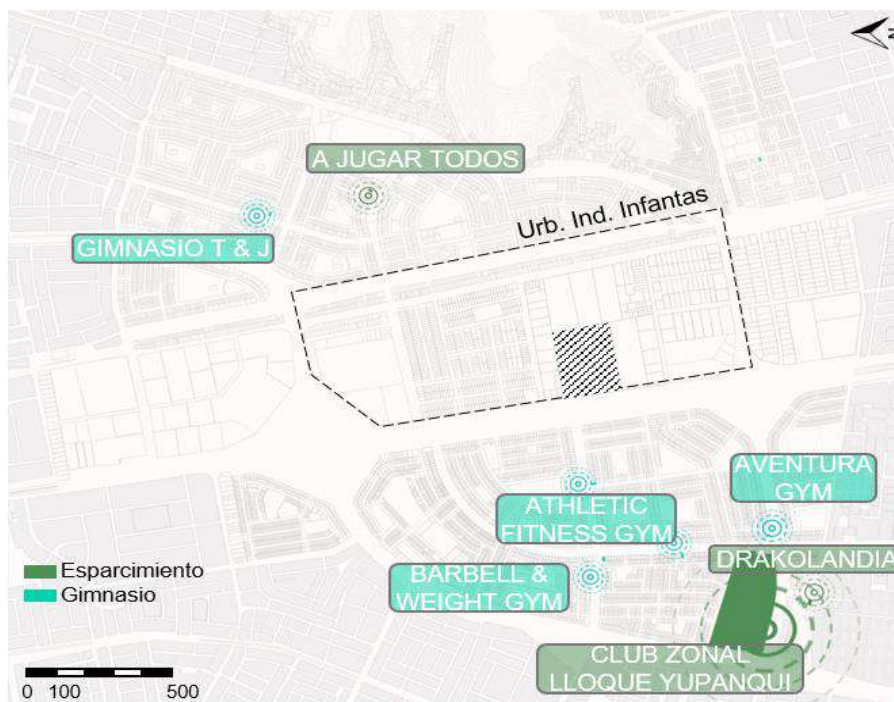 N
A JUGAR TODOS
Urb. Ind. Infantas
GIMNASIO T & J
AVENTURA
GYM
ATHLETIC
FITNESS GYM
DRAKOLANDIA
BARBELL &
WEIGHT GYM
Esparcimiento
Gimnasio
CLUB ZONAL
LLOQUE YUPANQUI
0 100 500